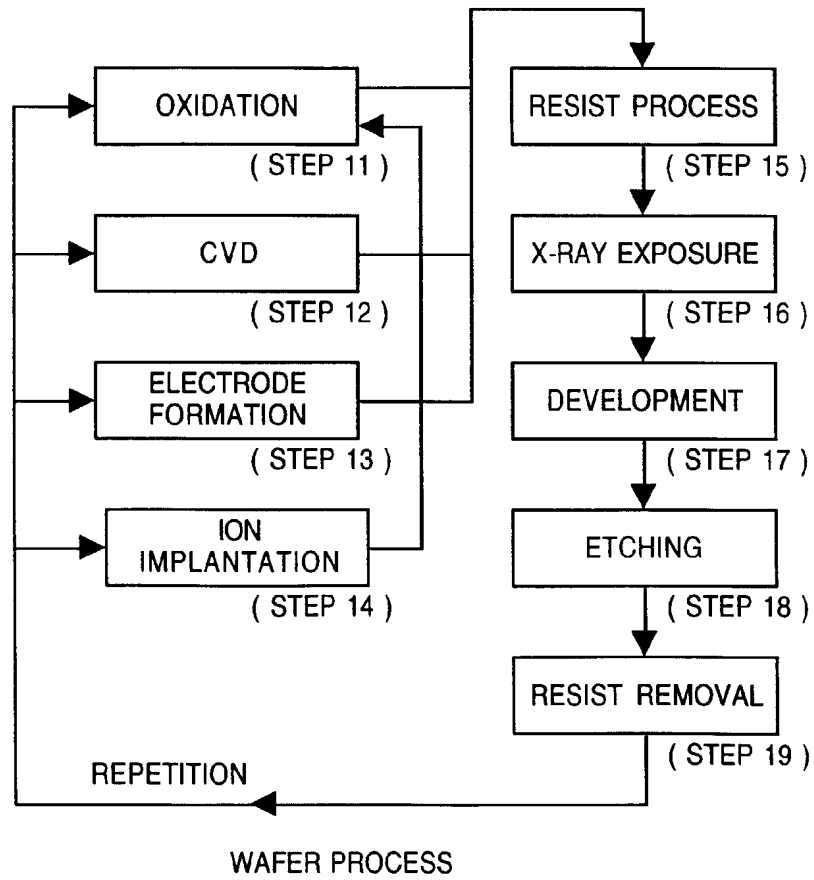 OXIDATION
( STEP 11 )
CVD
( STEP 12 )
ELECTRODE
FORMATION
( STEP 13 )
ION
IMPLANTATION
( STEP 14 )
RESIST PROCESS
( STEP 15 )
X-RAY EXPOSURE
( STEP 16 )
DEVELOPMENT
( STEP 17 )
ETCHING
( STEP 18 )
RESIST REMOVAL
( STEP 19 )
REPETITION
WAFER PROCESS